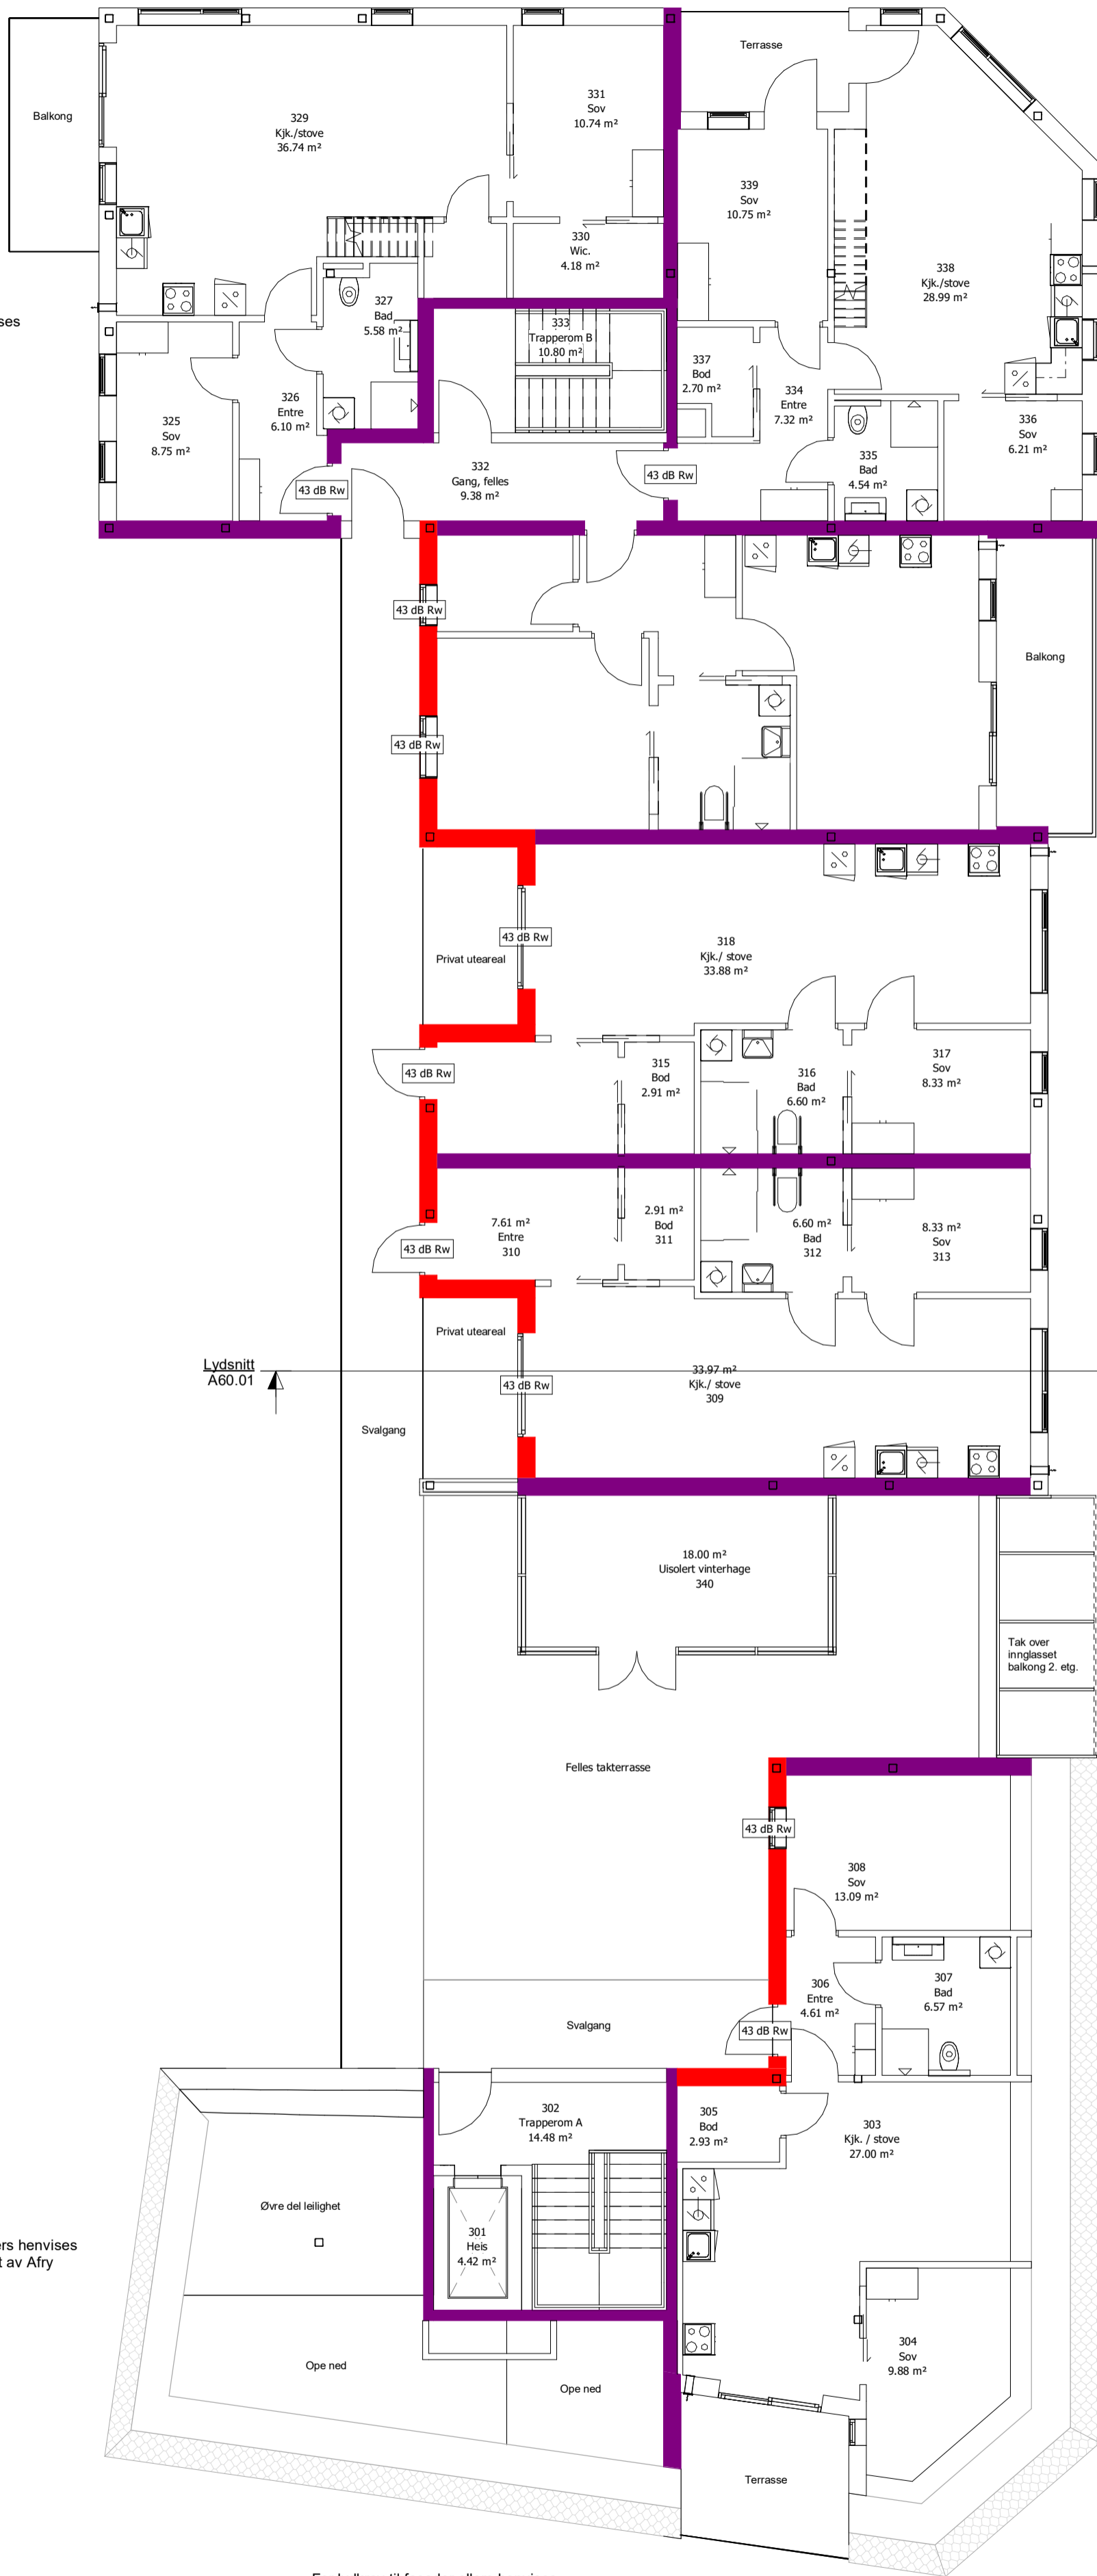 Terrasse
331
Sov
10.74 m²
Balkong
329
Kjk./stove
36.74 m²
339
Sov
10.75 m²
330
Wic.
4.18 m²
338
Kjk./stove
28.99 m²
327
Bad
5.58 m²
ses
333
Trapperom B
10.80 m²
337
Bod
2.70 m²
334
Entre
7.32 m²
326
Entre
6.10 m²
325
Sov
8.75 m²
336
Sov
6.21 m²
335
Bad
4.54 m²
332
Gang, felles
9.38 m²
43 dB Rw
43 dB Rw
43 dB Rw
Balkong
43 dB Rw
43 dB Rw
318
Kjk./ stove
33.88 m²
Privat uteareal
315
Bod
2.91 m²
316
Bad
6.60 m²
317
Sov
8.33 m²
43 dB Rw
7.61 m²
Entre
310
2.91 m²
Bod
311
6.60 m²
Bad
312
8.33 m²
Sov
313
43 dB Rw
Privat uteareal
Lydsnitt
A60.01
33.97 m²
Kjk./ stove
309
43 dB Rw
Svalgang
18.00 m²
Uisolert vinterhage
340
Tak over
innglasset
balkong 2. etg.
Felles takterrasse
43 dB Rw
308
Sov
13.09 m²
306
Entre
4.61 m²
307
Bad
6.57 m²
Svalgang
43 dB Rw
302
Trapperom A
14.48 m²
305
Bod
2.93 m²
303
Kjk. / stove
27.00 m²
Øvre del leilighet
301
Heis
4.42 m²
ers henvises
t av Afry
304
Sov
9.88 m²
Ope ned
Ope ned
Terrasse